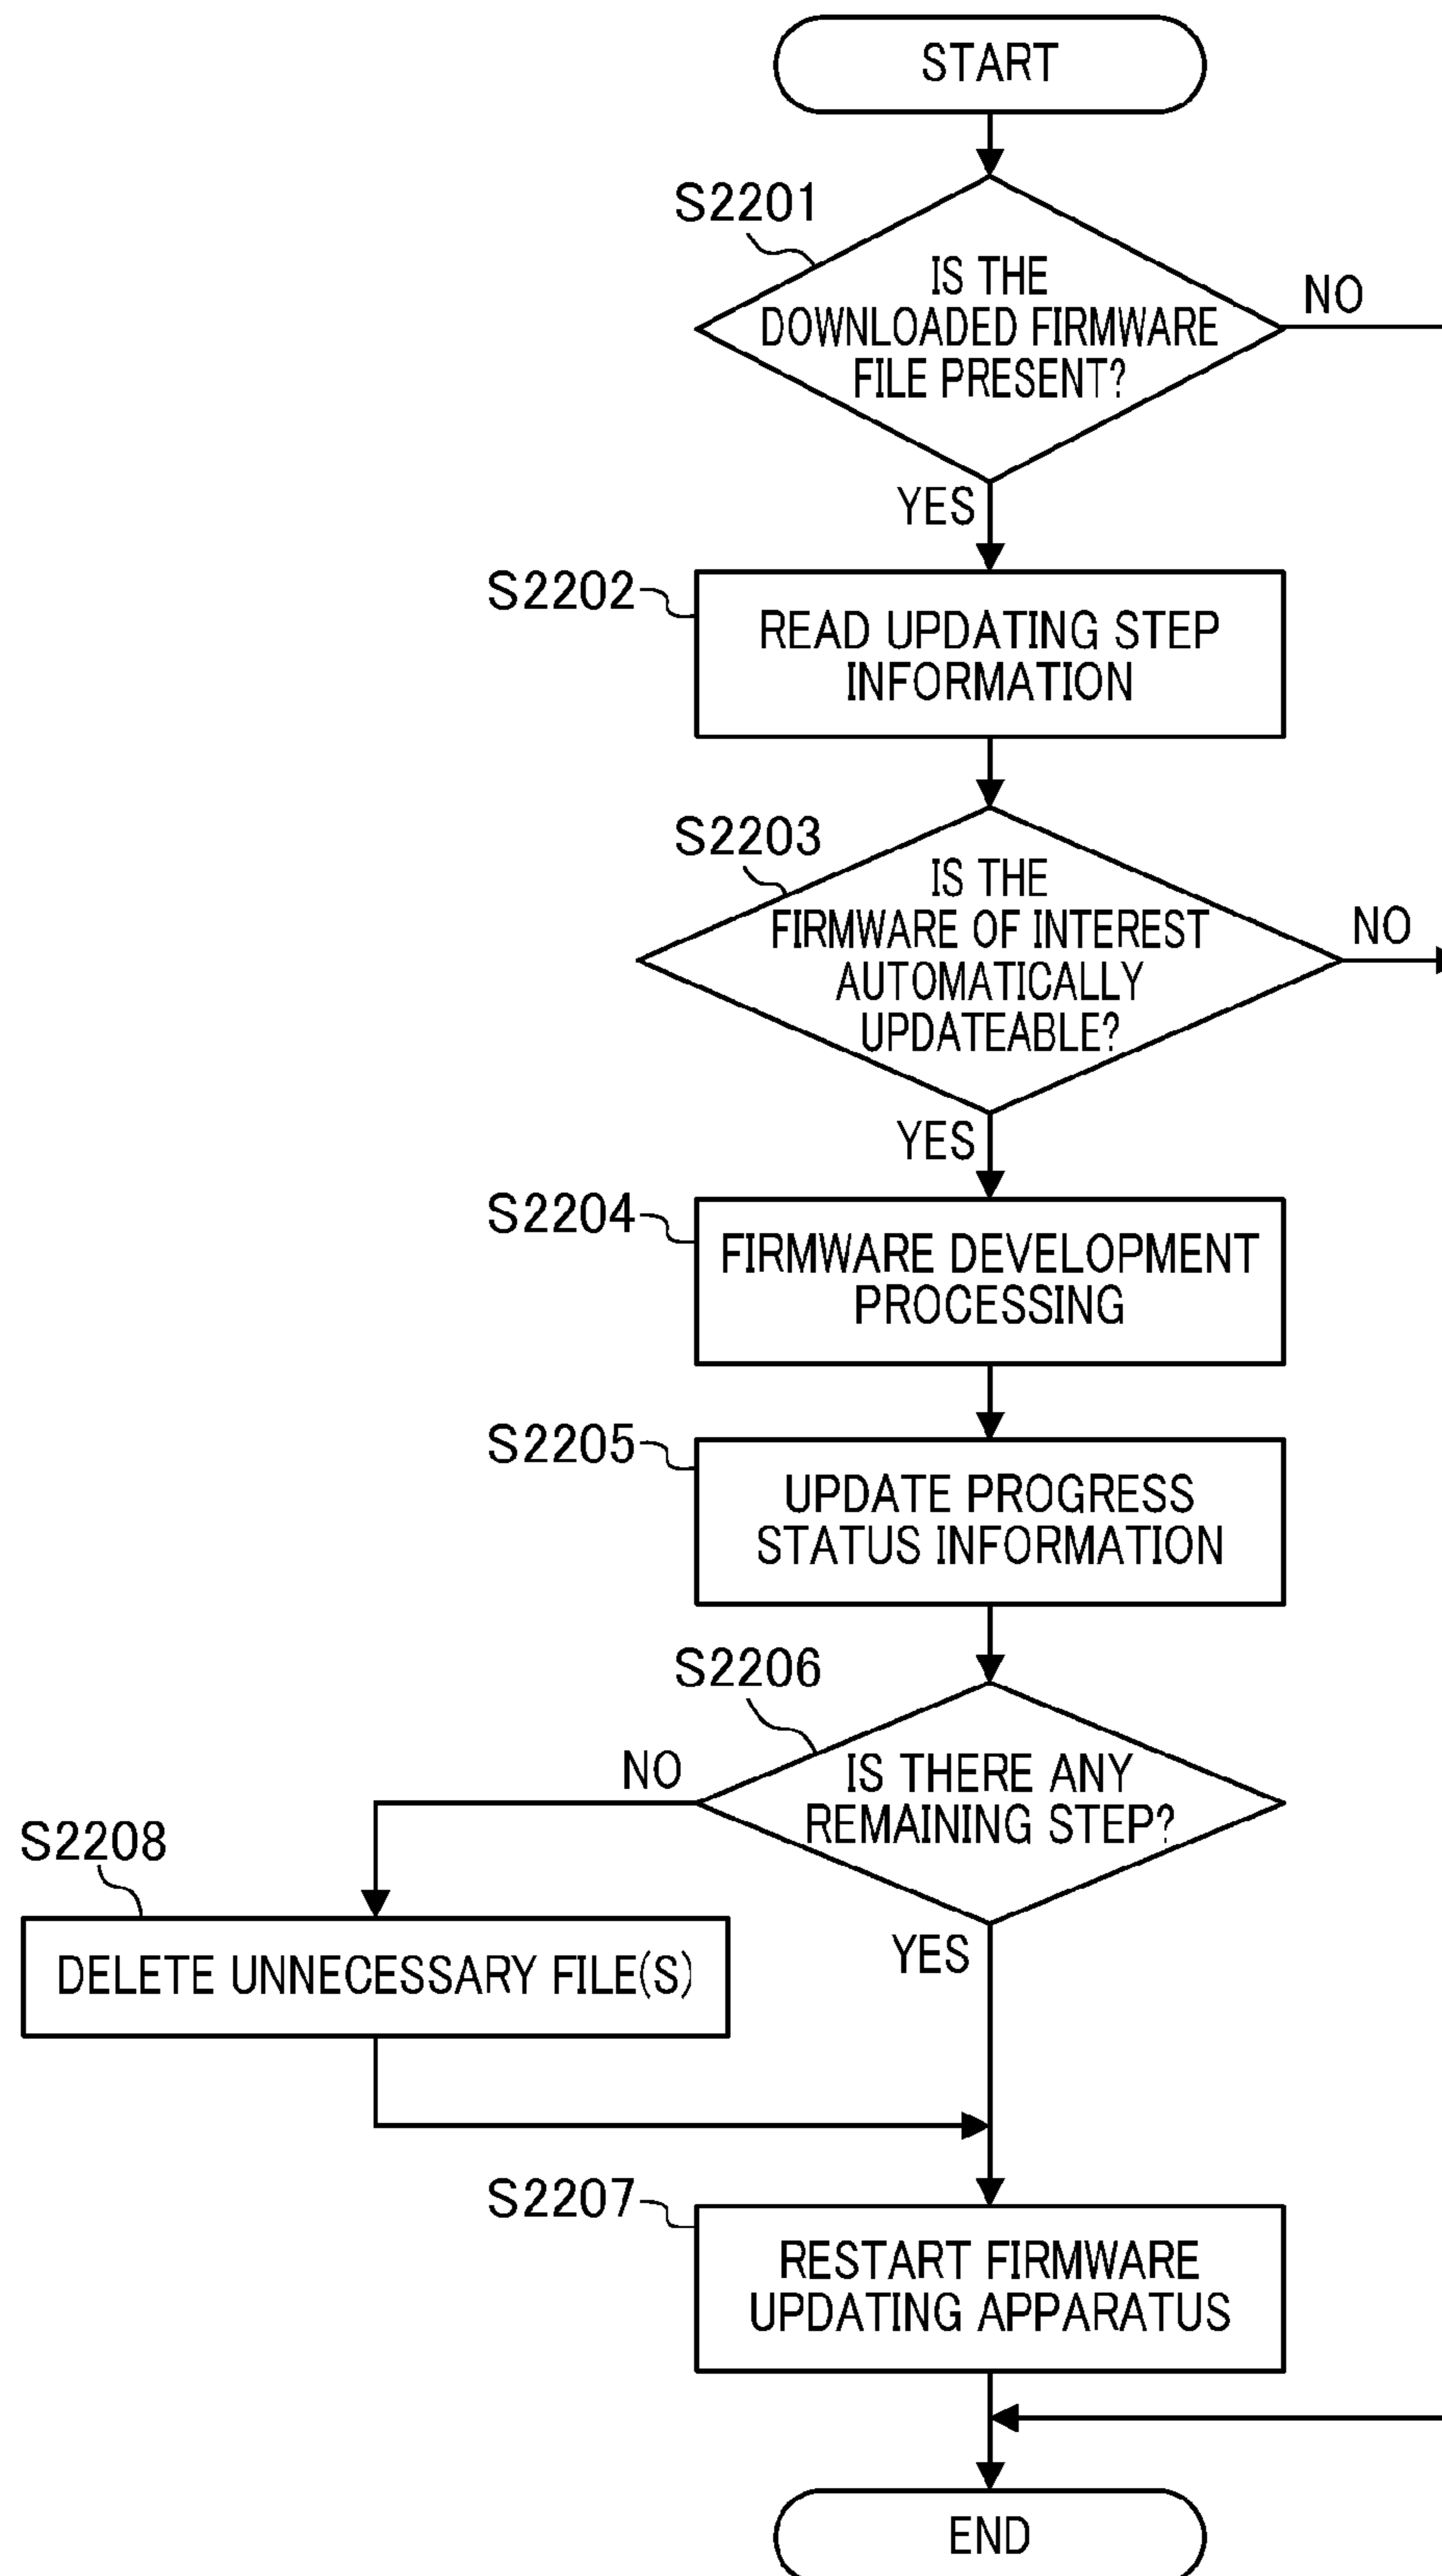 START
S2201
IS THE
DOWNLOADED FIRMWARE
FILE PRESENT?
NO
YES
S2202
READ UPDATING STEP
INFORMATION
S2203
IS THE
FIRMWARE OF INTEREST
AUTOMATICALLY
UPDATEABLE?
NO
YES
S2204
FIRMWARE DEVELOPMENT
PROCESSING
S2205
UPDATE PROGRESS
STATUS INFORMATION
S2206
IS THERE ANY
REMAINING STEP?
NO
YES
S2208
DELETE UNNECESSARY FILE(S)
S2207
RESTART FIRMWARE
UPDATING APPARATUS
END